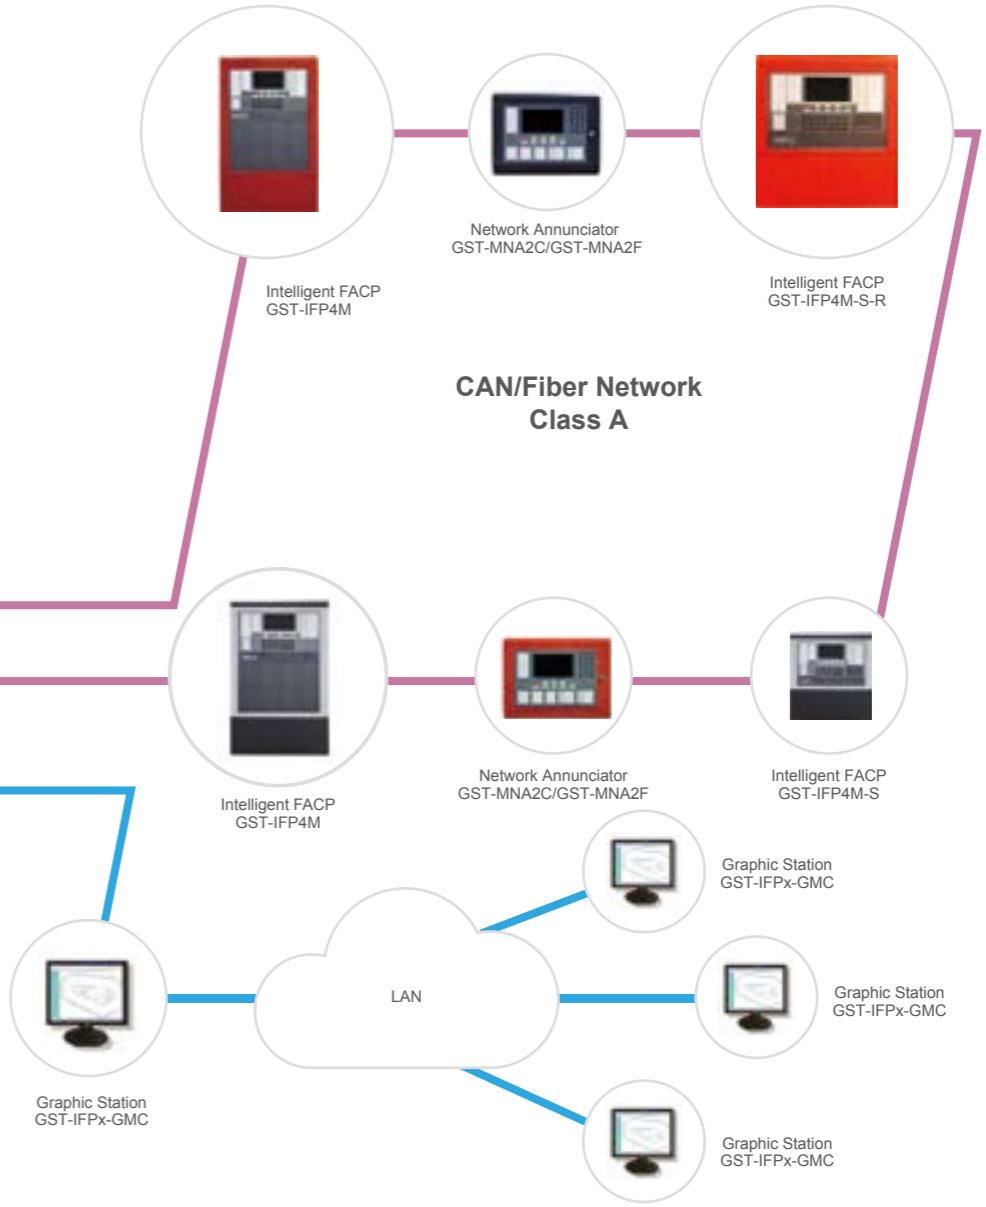 Network Annunciator
GST-MNA2C/GST-MNA2F
Intelligent FACP
GST-IFP4M
Intelligent FACP
GST-IFP4M-S-R
CAN/Fiber Network
Class A
Network Annunciator
GST-MNA2C/GST-MNA2F
Intelligent FACP
GST-IFP4M-S
Intelligent FACP
GST-IFP4M
Graphic Station
GST-IFPx-GMC
LAN
Graphic Station
GST-IFPx-GMC
Graphic Station
GST-IFPx-GMC
Graphic Station
GST-IFPx-GMC